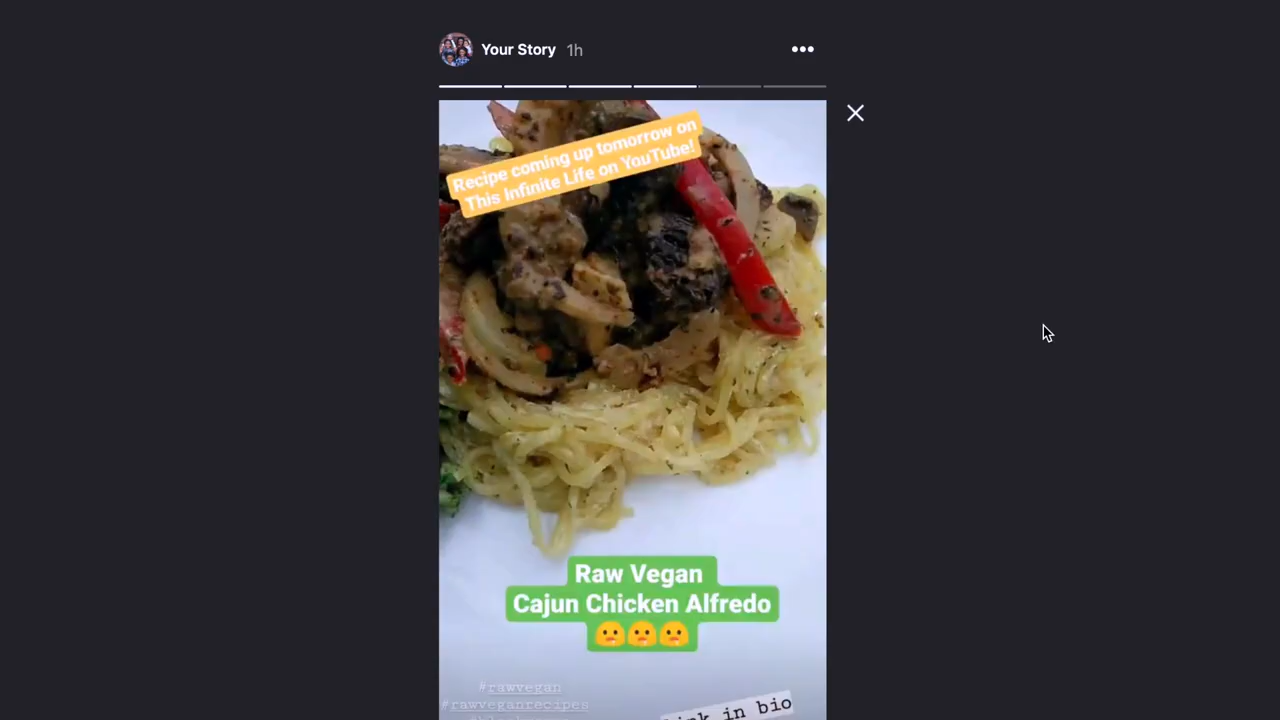 Your Story 1h
Recipe coming up tomorrow on
This Infinite Life on YouTube!
Raw Vegan
Cajun Chicken Alfredo
#rawvegan
#rawveganrecipes
in bio